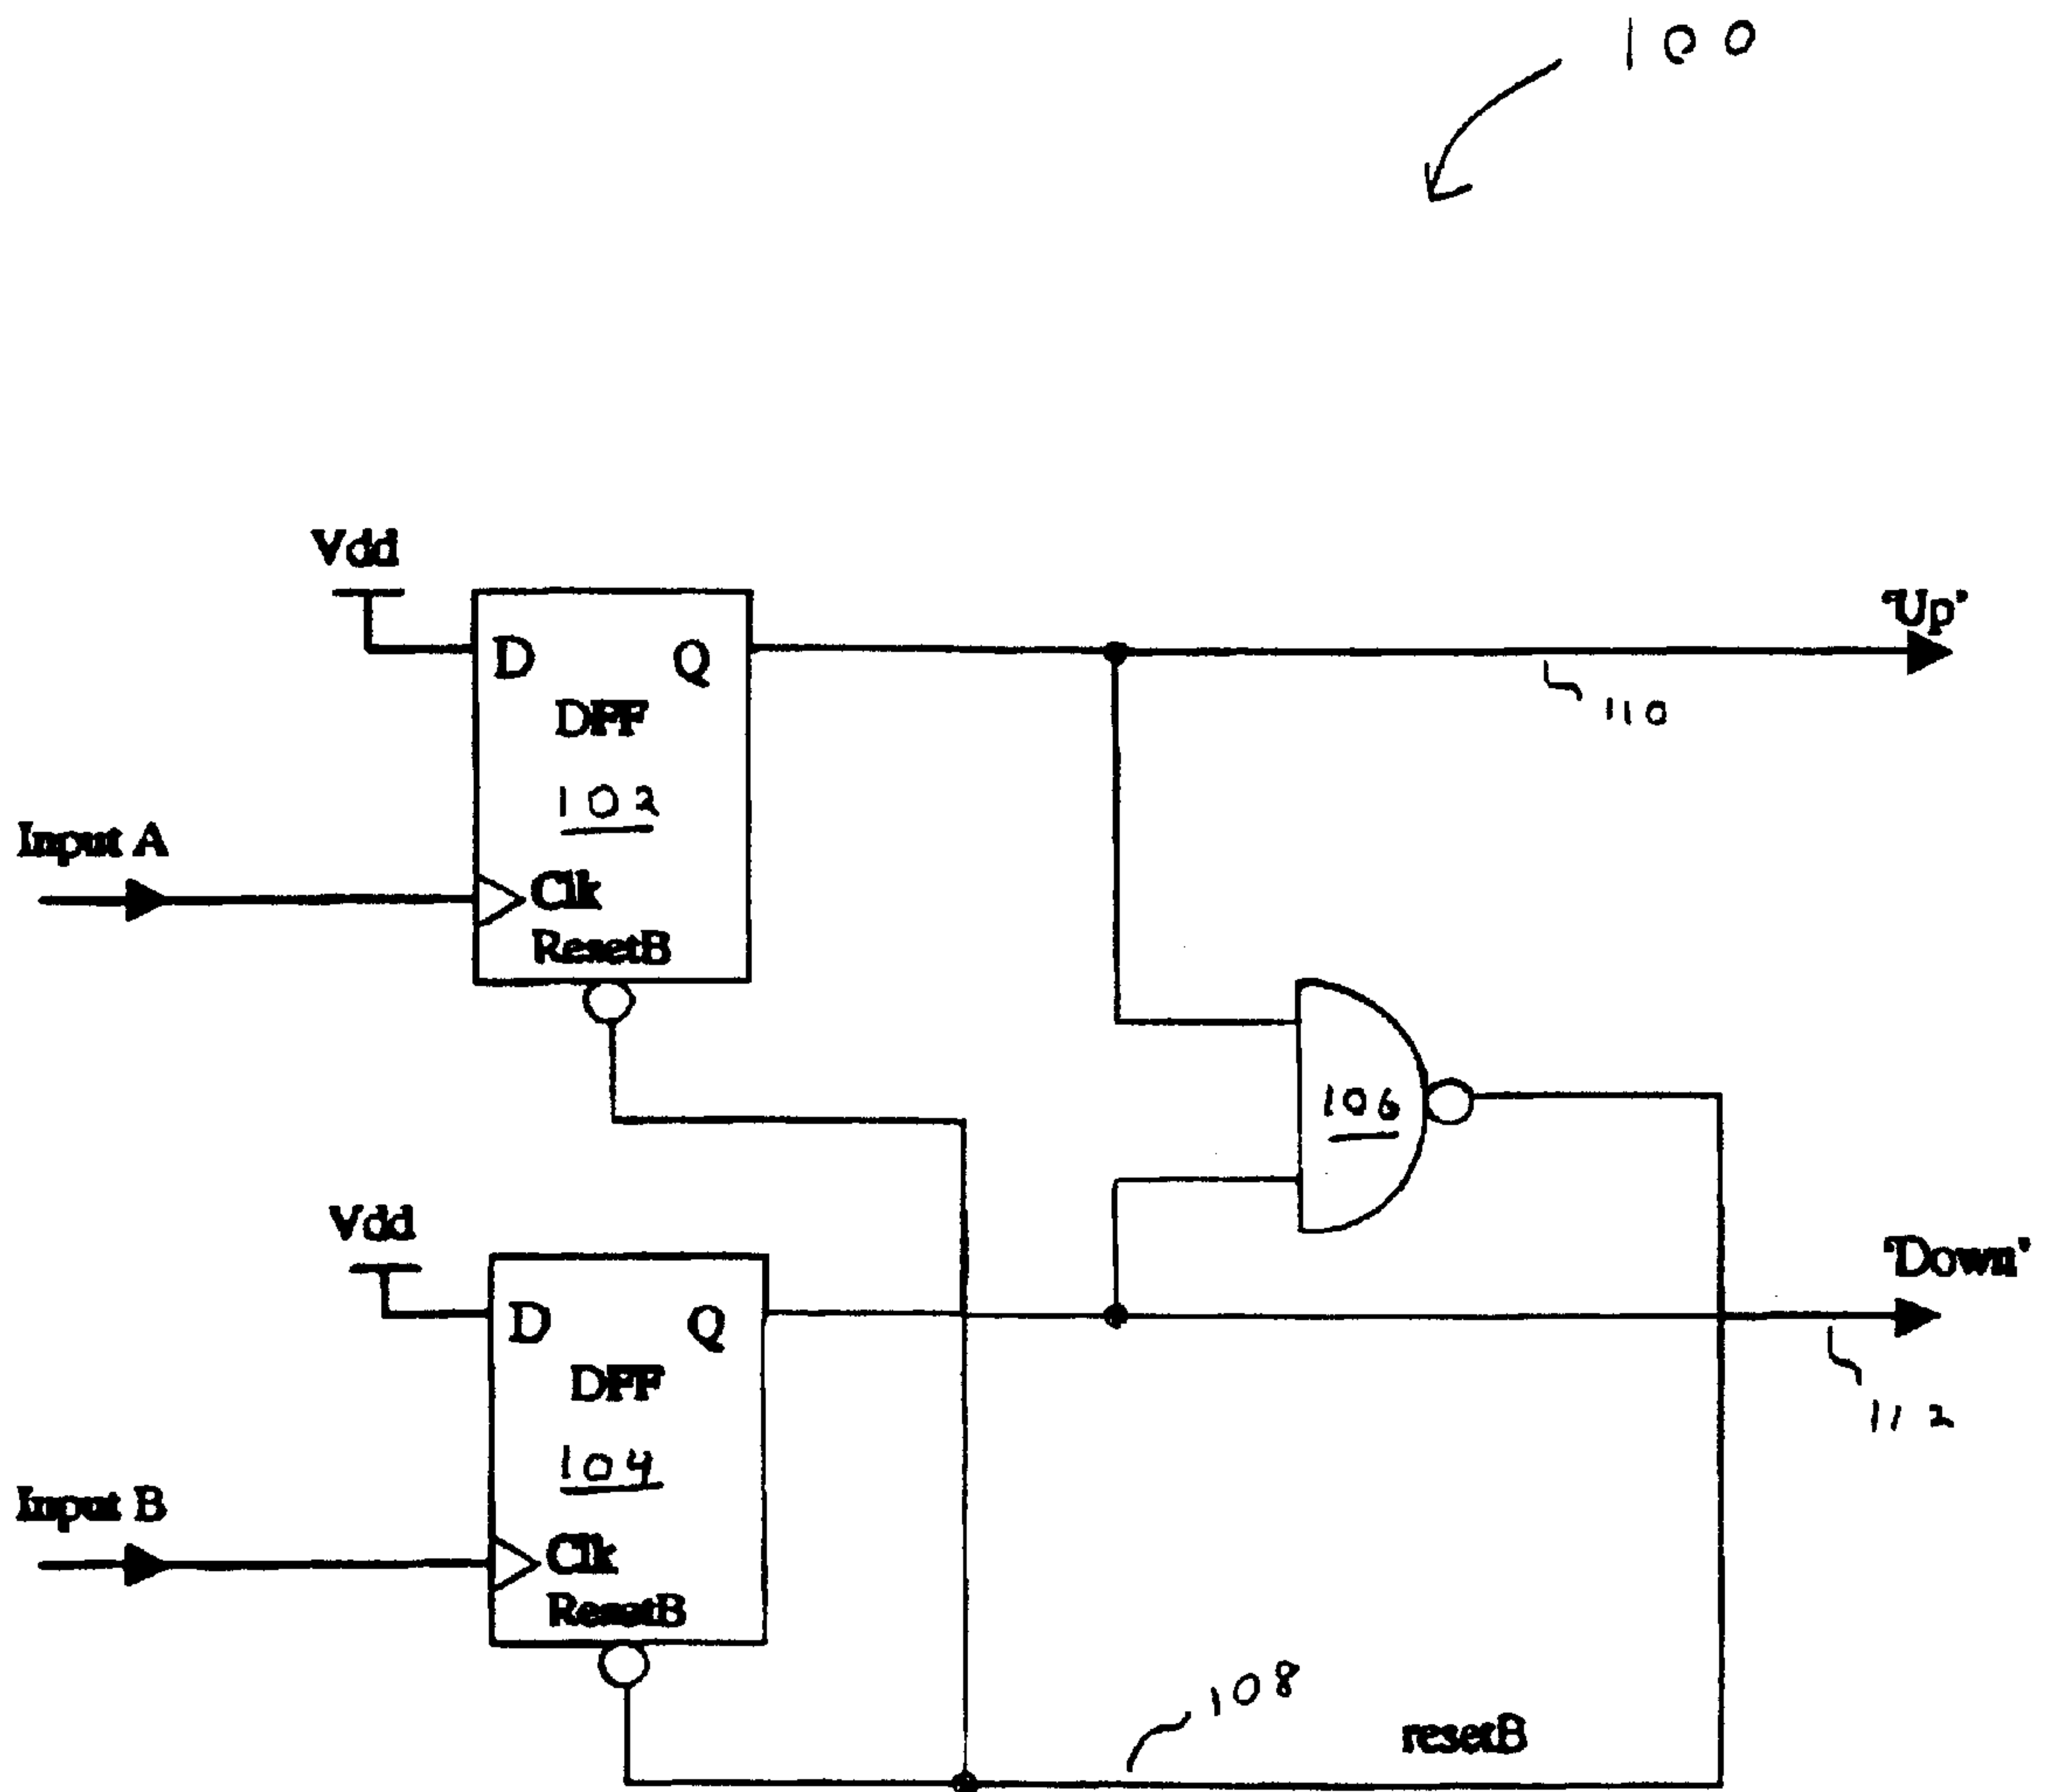 100
Vdd
'Up'
D Q
DFF
110
102
Input A
Clk
ResetB
106
Vdd
'Down'
D Q
DFF
112
104
Input B
Clk
ResetB
108
resetB